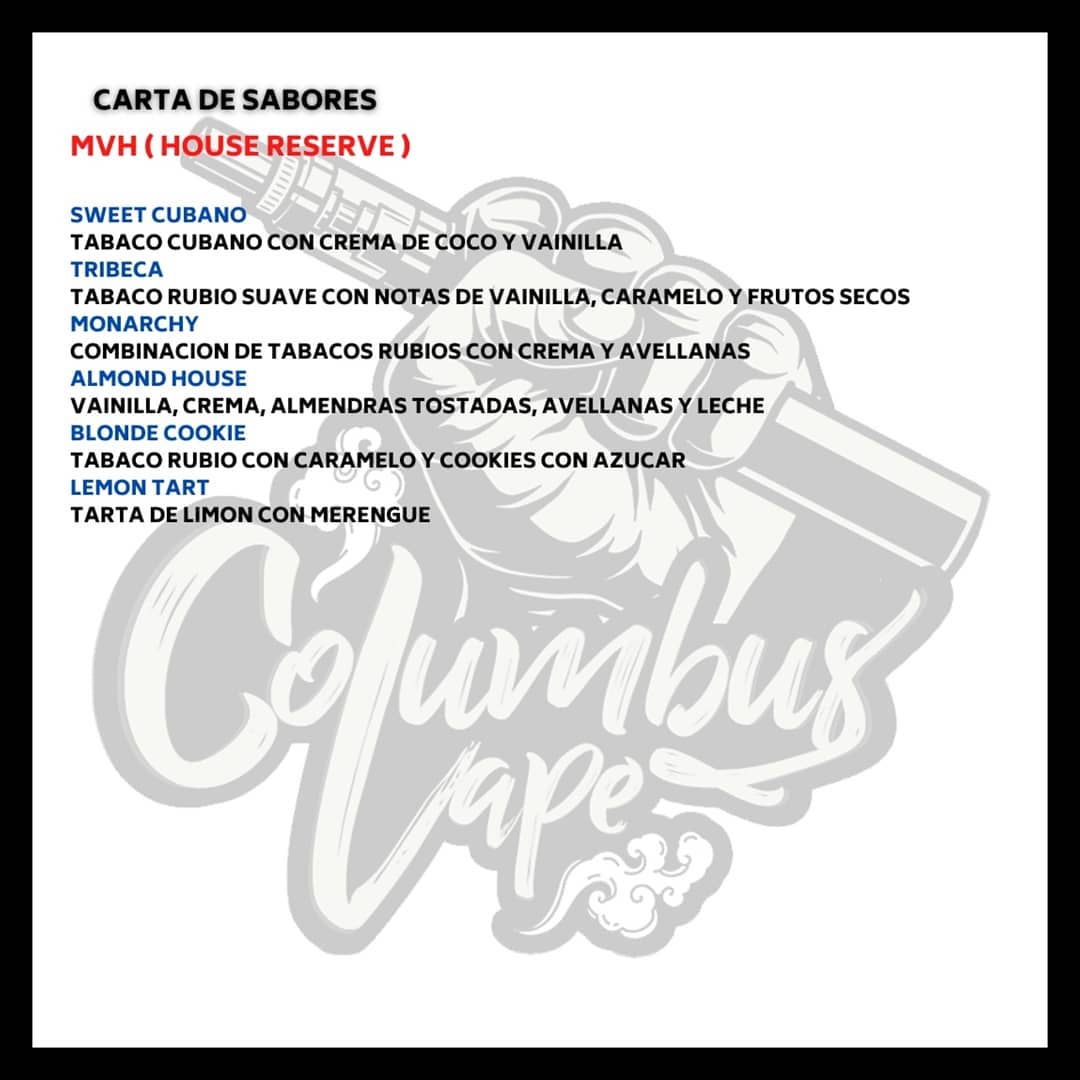 CARTA DE SABORES
MVH ( HOUSE RESERVE )
SWEET CUBANO
TABACO CUBANO CON CREMA DE COCO Y VAINILLA
TRIBECA
TABACO RUBIO SUAVE CON NOTAS DE VAINILLA, CARAMELO Y FRUTOS SECOS
MONARCHY
COMBINACION DE TABACOS RUBIOS CON CREMA Y AVELLANAS
ALMOND HOUSE
VAINILLA, CREMA, ALMENDRAS TOSTADAS, AVELLANAS Y LECHE
BLONDE COOKIE
TABACO RUBIO CON CARAMELO Y COOKIES CON AZUCAR
LEMON TART
TARTA DE LIMON CON MERENGUE
Columbus
Vape